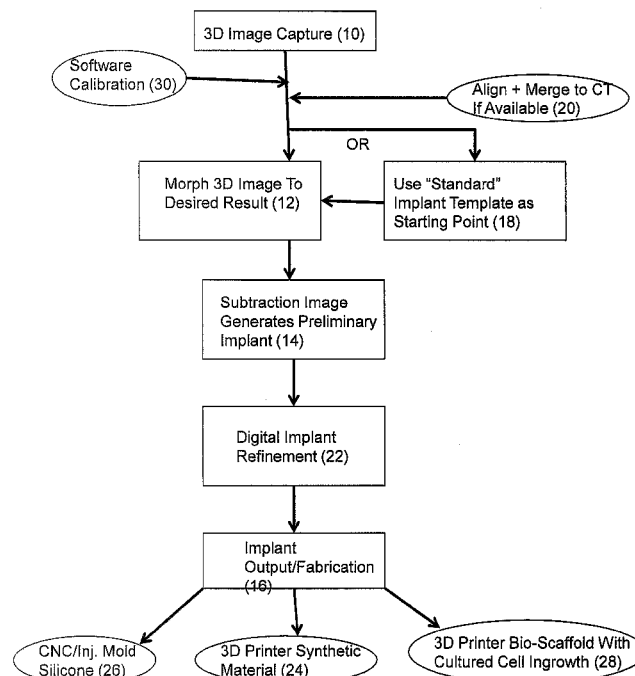 3D Image Capture (10)
Software
Calibration (30)
Align + Merge to CT
If Available (20)
OR
Morph 3D Image To
Desired Result (12)
Use "Standard"
Implant Template as
Starting Point (18)
Subtraction Image
Generates Preliminary
Implant (14)
Digital Implant
Refinement (22)
Implant
Output/Fabrication
(16)
CNC/Inj. Mold
Silicone (26)
3D Printer Synthetic
Material (24)
3D Printer Bio-Scaffold With
Cultured Cell Ingrowth (28)